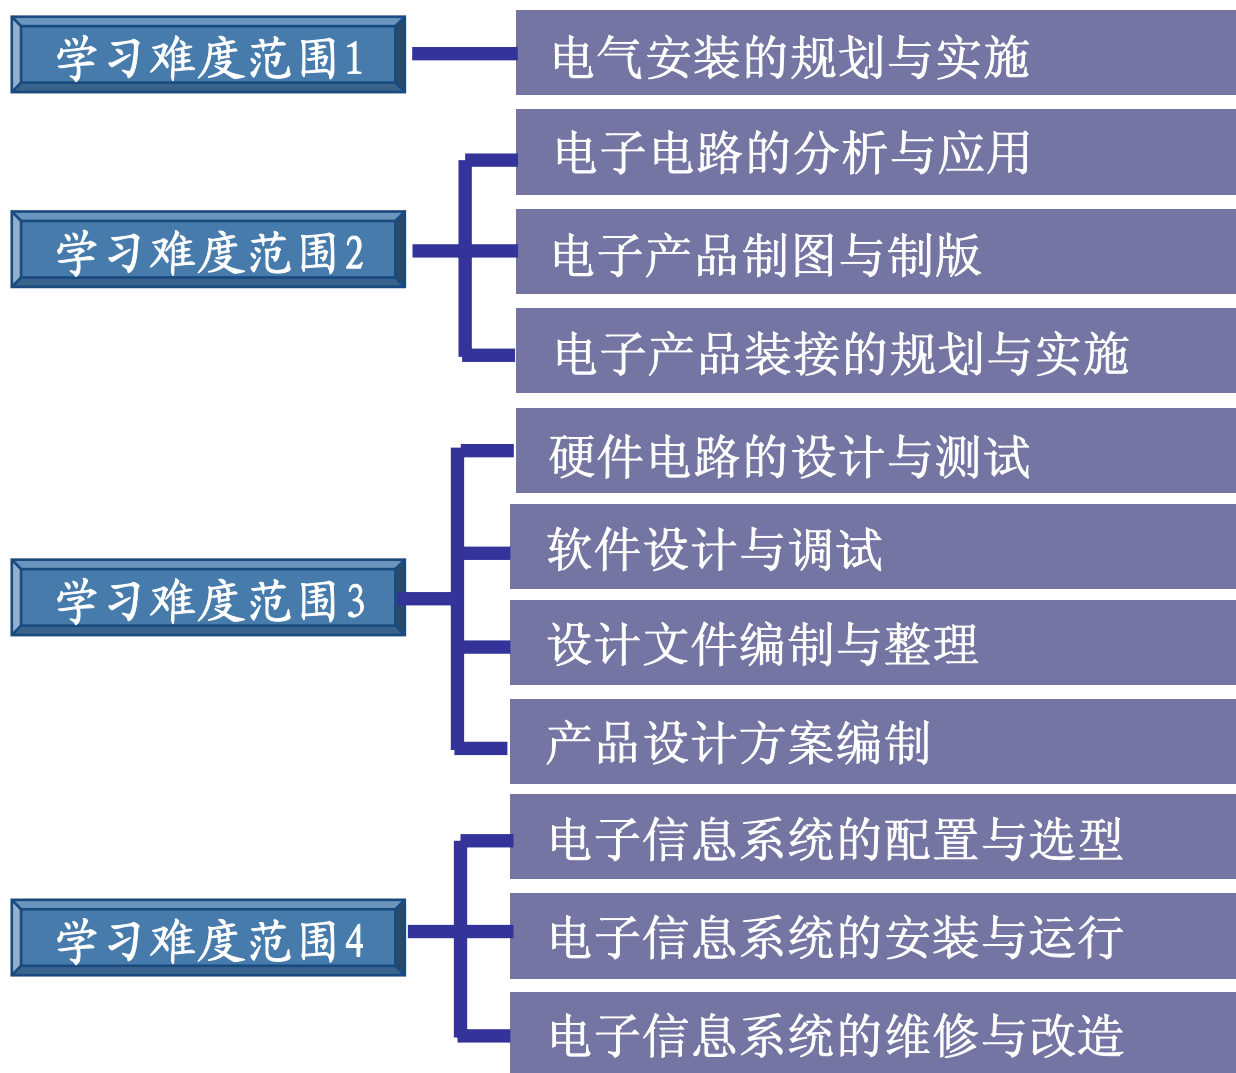 学习难度范围1
电气安装的规划与实施
学习难度范围2
电子电路的分析与应用
电子产品制图与制版
电子产品装接的规划与实施
学习难度范围3
硬件电路的设计与测试
软件设计与调试
设计文件编制与整理
产品设计方案编制
学习难度范围4
电子信息系统的配置与选型
电子信息系统的安装与运行
电子信息系统的维修与改造